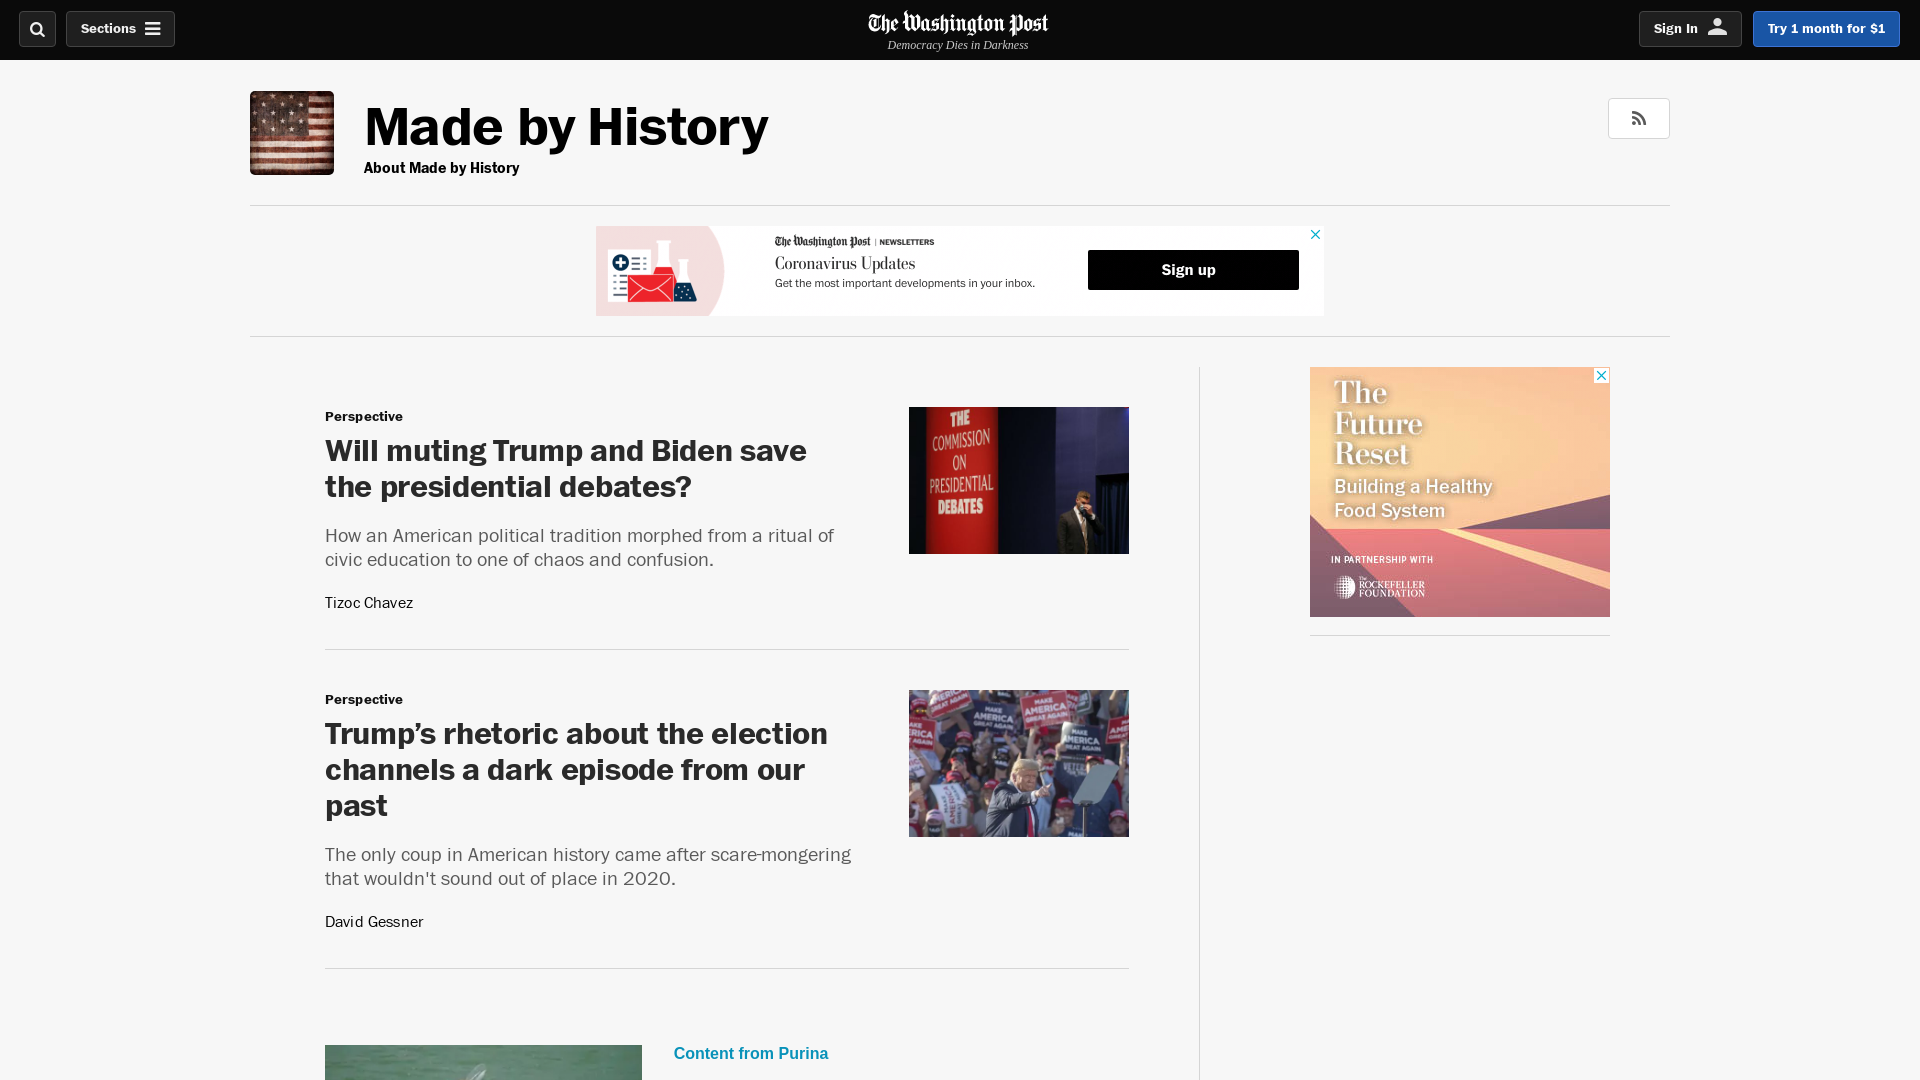 Sections
The Washington Post
Democracy Dies in Darkness
Sign In
Try 1 month for $1
Made by History
About Made by History
The Washington Post | NEWSLETTERS
Coronavirus Updates
Get the most important developments in your inbox.
Sign up
Perspective
Will muting Trump and Biden save
the presidential debates?
How an American political tradition morphed from a ritual of
civic education to one of chaos and confusion.
Tizoc Chavez
THE
COMMISSION
ON
PRESIDENTIAL
DEBATES
The
Future
Reset
Building a Healthy
Food System
IN PARTNERSHIP WITH
The
ROCKEFELLER
FOUNDATION
Perspective
Trump’s rhetoric about the election
channels a dark episode from our
past
The only coup in American history came after scare-mongering
that wouldn't sound out of place in 2020.
David Gessner
MAKE
AMERICA
GREAT AGAIN
Content from Purina